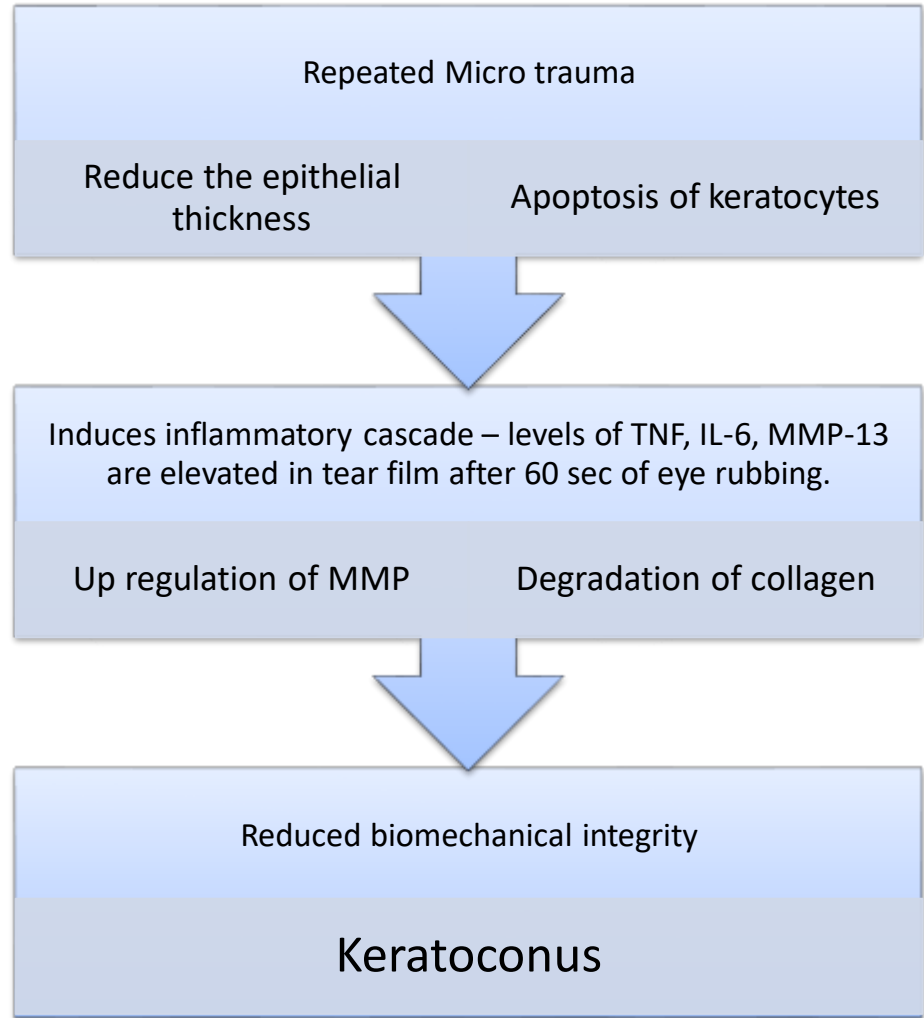 Repeated Micro trauma
Reduce the epithelial
thickness
Apoptosis of keratocytes
Induces inflammatory cascade – levels of TNF, IL-6, MMP-13
are elevated in tear film after 60 sec of eye rubbing.
Up regulation of MMP
Degradation of collagen
Reduced biomechanical integrity
Keratoconus